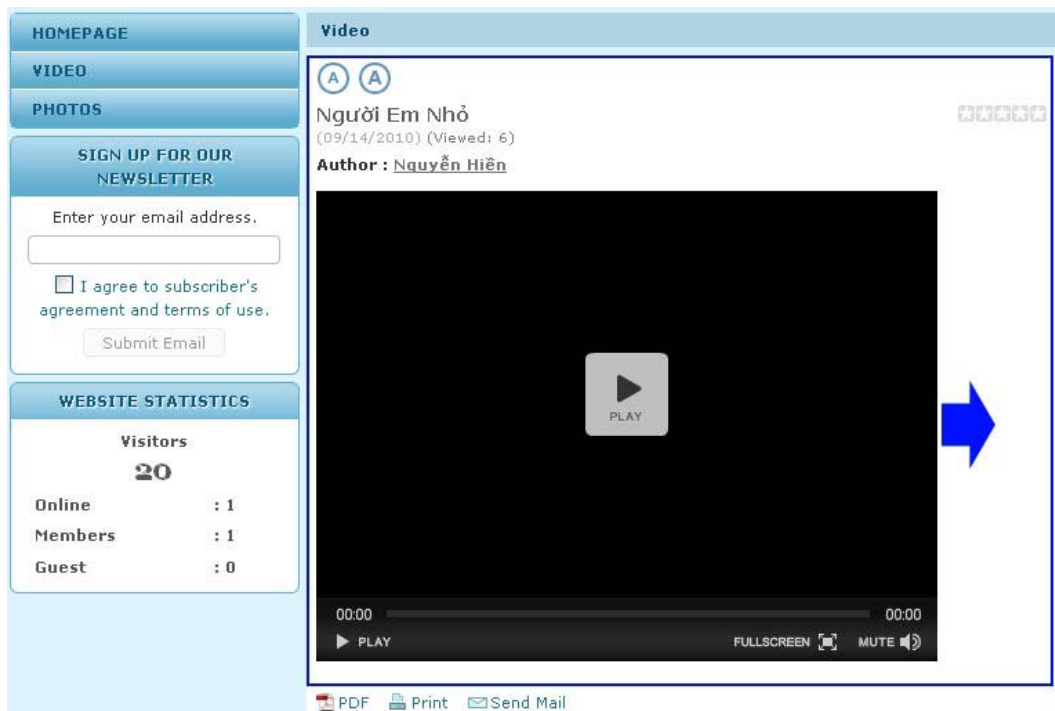 HOMEPAGE
VIDEO
PHOTOS
SIGN UP FOR OUR
NEWSLETTER
Enter your email address.
I agree to subscriber's
agreement and terms of use.
Submit Email
WEBSITE STATISTICS
Visitors
20
Online : 1
Members : 1
Guest : 0
Video
A A
Người Em Nhỏ
(09/14/2010) (Viewed: 6)
Author : Nguyễn Hiền
PLAY
00:00 00:00
PLAY FULLSCREEN MUTE
PDF Print Send Mail